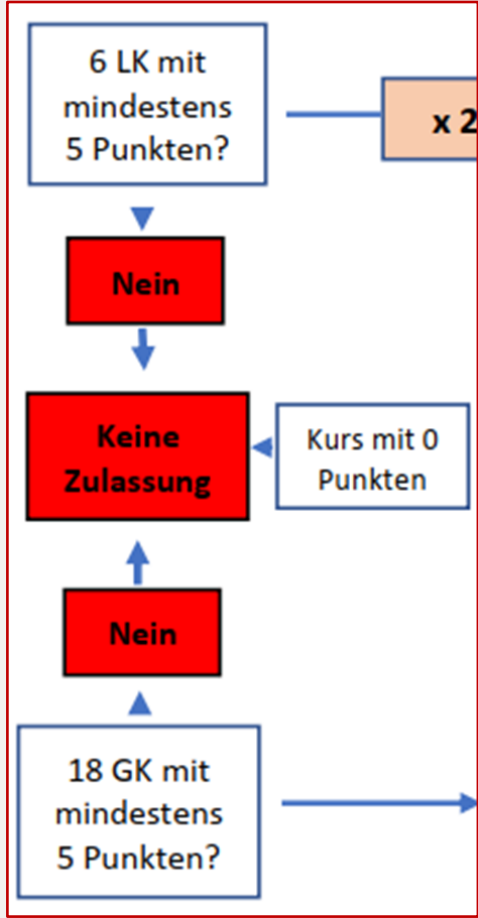 6 LK mit
mindestens
5 Punkten?
x 2
Nein
Keine
Zulassung
Kurs mit 0
Punkten
Nein
18 GK mit
mindestens
5 Punkten?